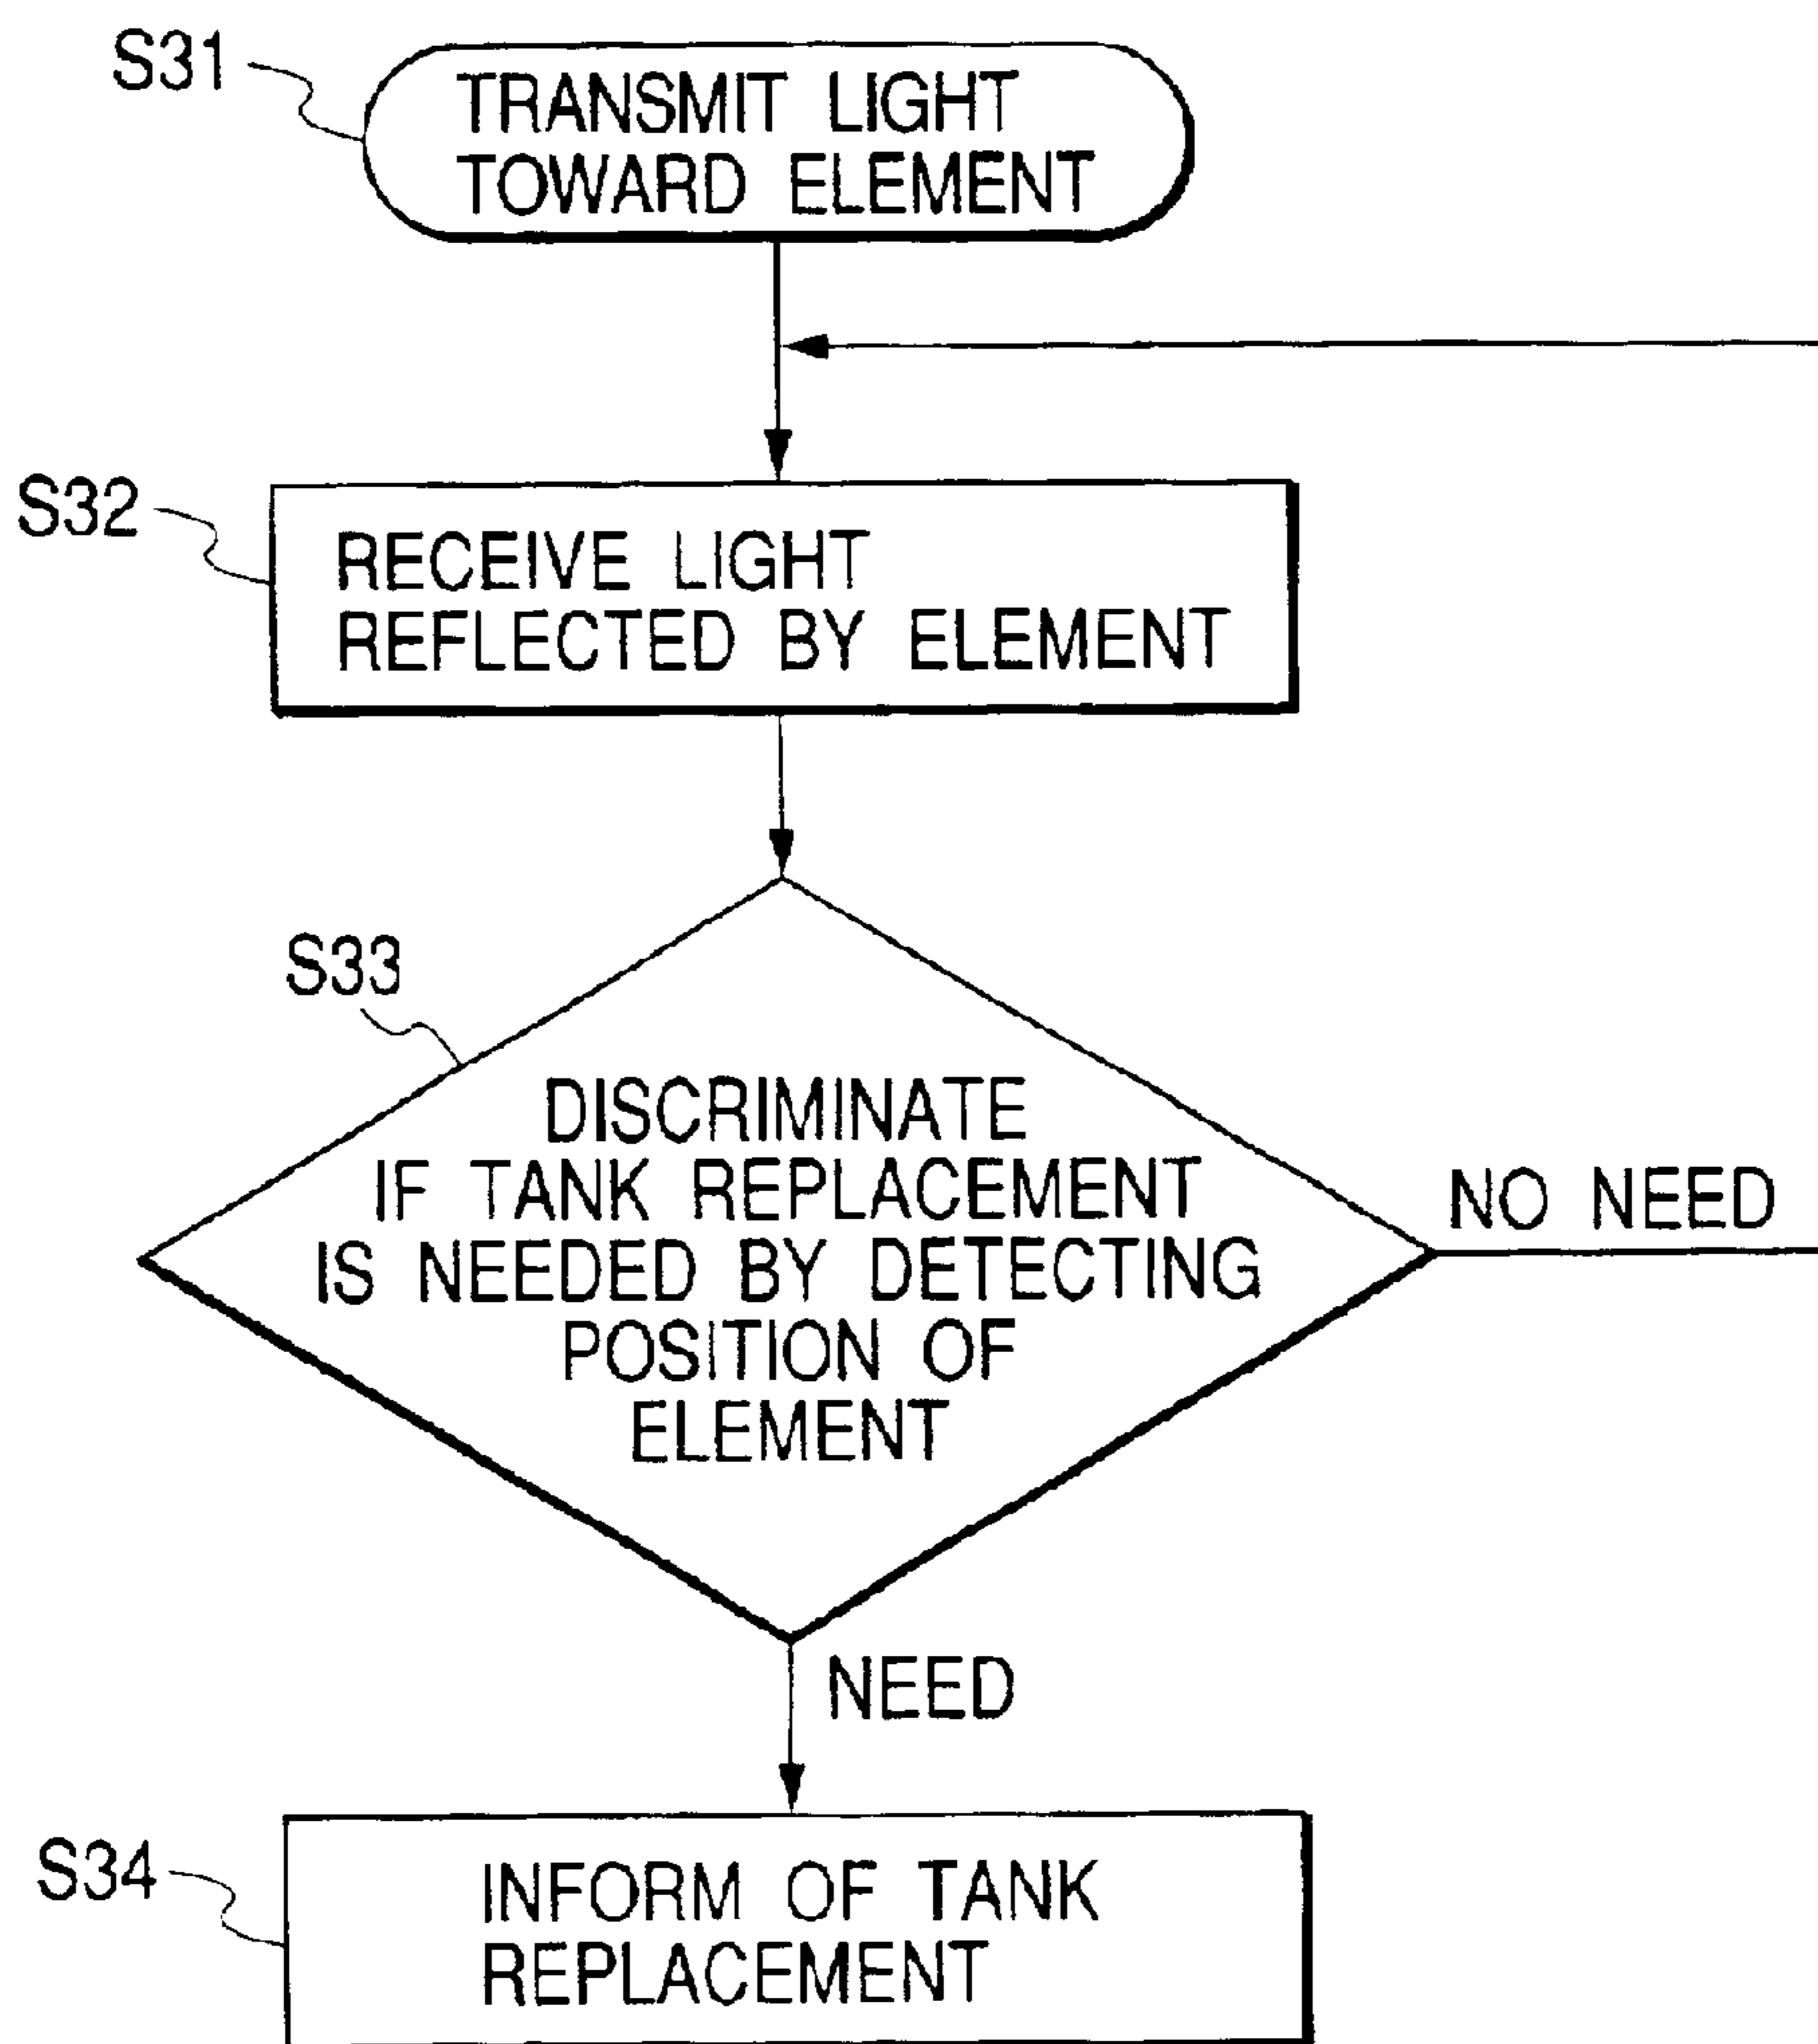 S31
TRANSMIT LIGHT
TOWARD ELEMENT
S32
RECEIVE LIGHT
REFLECTED BY ELEMENT
S33
DISCRIMINATE
IF TANK REPLACEMENT
IS NEEDED BY DETECTING
POSITION OF
ELEMENT
NO NEED
NEED
S34
INFORM OF TANK
REPLACEMENT